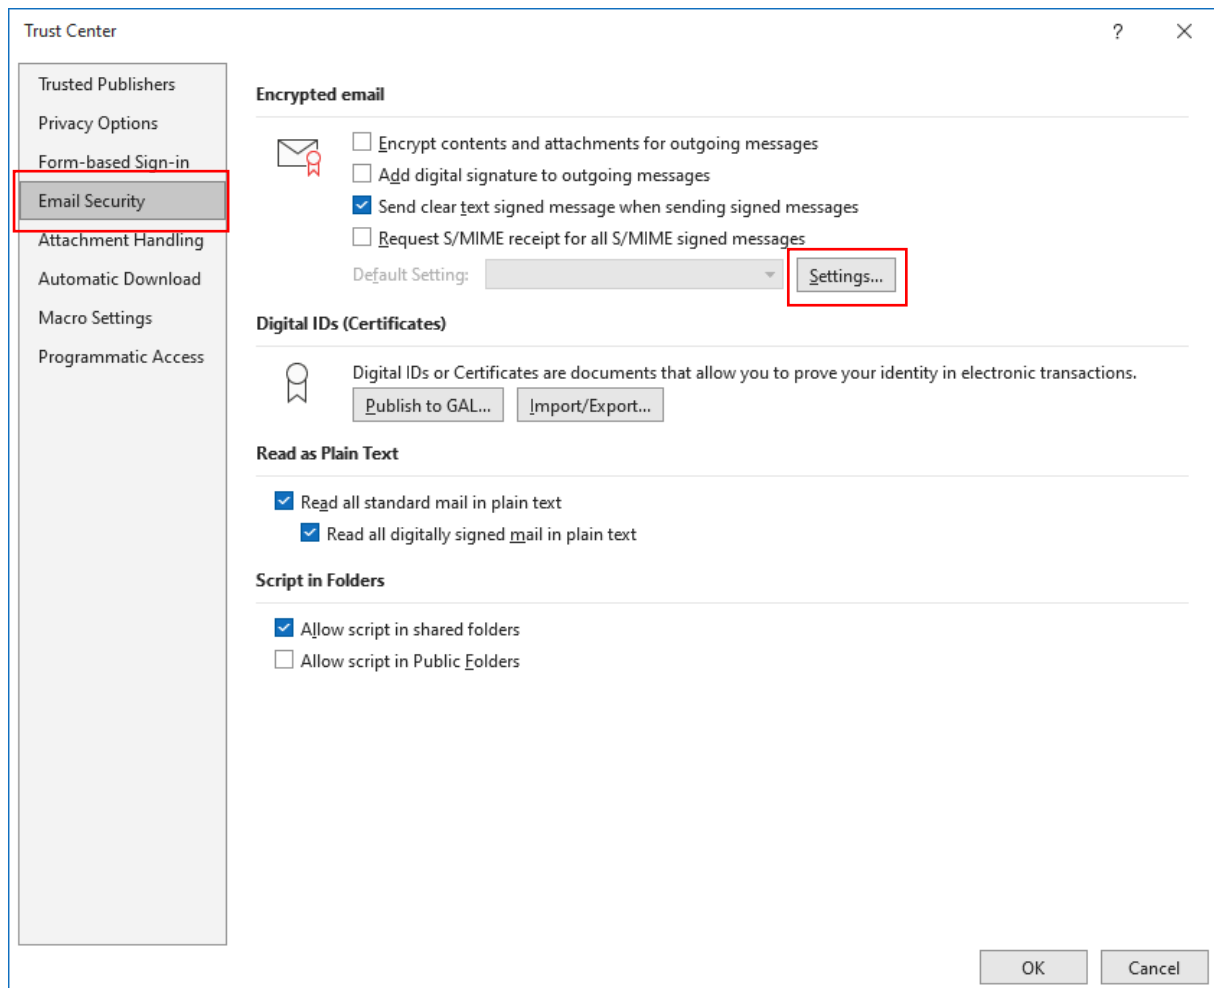 Trust Center
?
Trusted Publishers
Privacy Options
Form-based Sign-in
Email Security
Attachment Handling
Automatic Download
Macro Settings
Programmatic Access
Encrypted email
Encrypt contents and attachments for outgoing messages
Add digital signature to outgoing messages
Send clear text signed message when sending signed messages
Request S/MIME receipt for all S/MIME signed messages
Default Setting:
Settings...
Digital IDs (Certificates)
Digital IDs or Certificates are documents that allow you to prove your identity in electronic transactions.
Publish to GAL... Import/Export...
Read as Plain Text
Read all standard mail in plain text
Read all digitally signed mail in plain text
Script in Folders
Allow script in shared folders
Allow script in Public Folders
OK Cancel